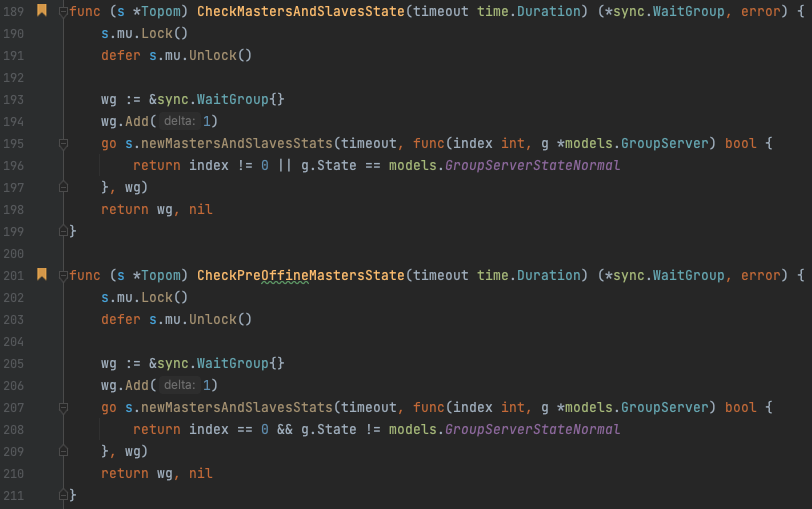 189 func (s *Topom) CheckMastersAndSlavesState(timeout time.Duration) (*sync.WaitGroup, error) {
190     s.mu.Lock()
191     defer s.mu.Unlock()
192
193     wg := &sync.WaitGroup{}
194     wg.Add( delta: 1)
195     go s.newMastersAndSlavesStats(timeout, func(index int, g *models.GroupServer) bool {
196         return index != 0 || g.State == models.GroupServerStateNormal
197     }, wg)
198     return wg, nil
199 }
200
201 func (s *Topom) CheckPreOffineMastersState(timeout time.Duration) (*sync.WaitGroup, error) {
202     s.mu.Lock()
203     defer s.mu.Unlock()
204
205     wg := &sync.WaitGroup{}
206     wg.Add( delta: 1)
207     go s.newMastersAndSlavesStats(timeout, func(index int, g *models.GroupServer) bool {
208         return index == 0 && g.State != models.GroupServerStateNormal
209     }, wg)
210     return wg, nil
211 }